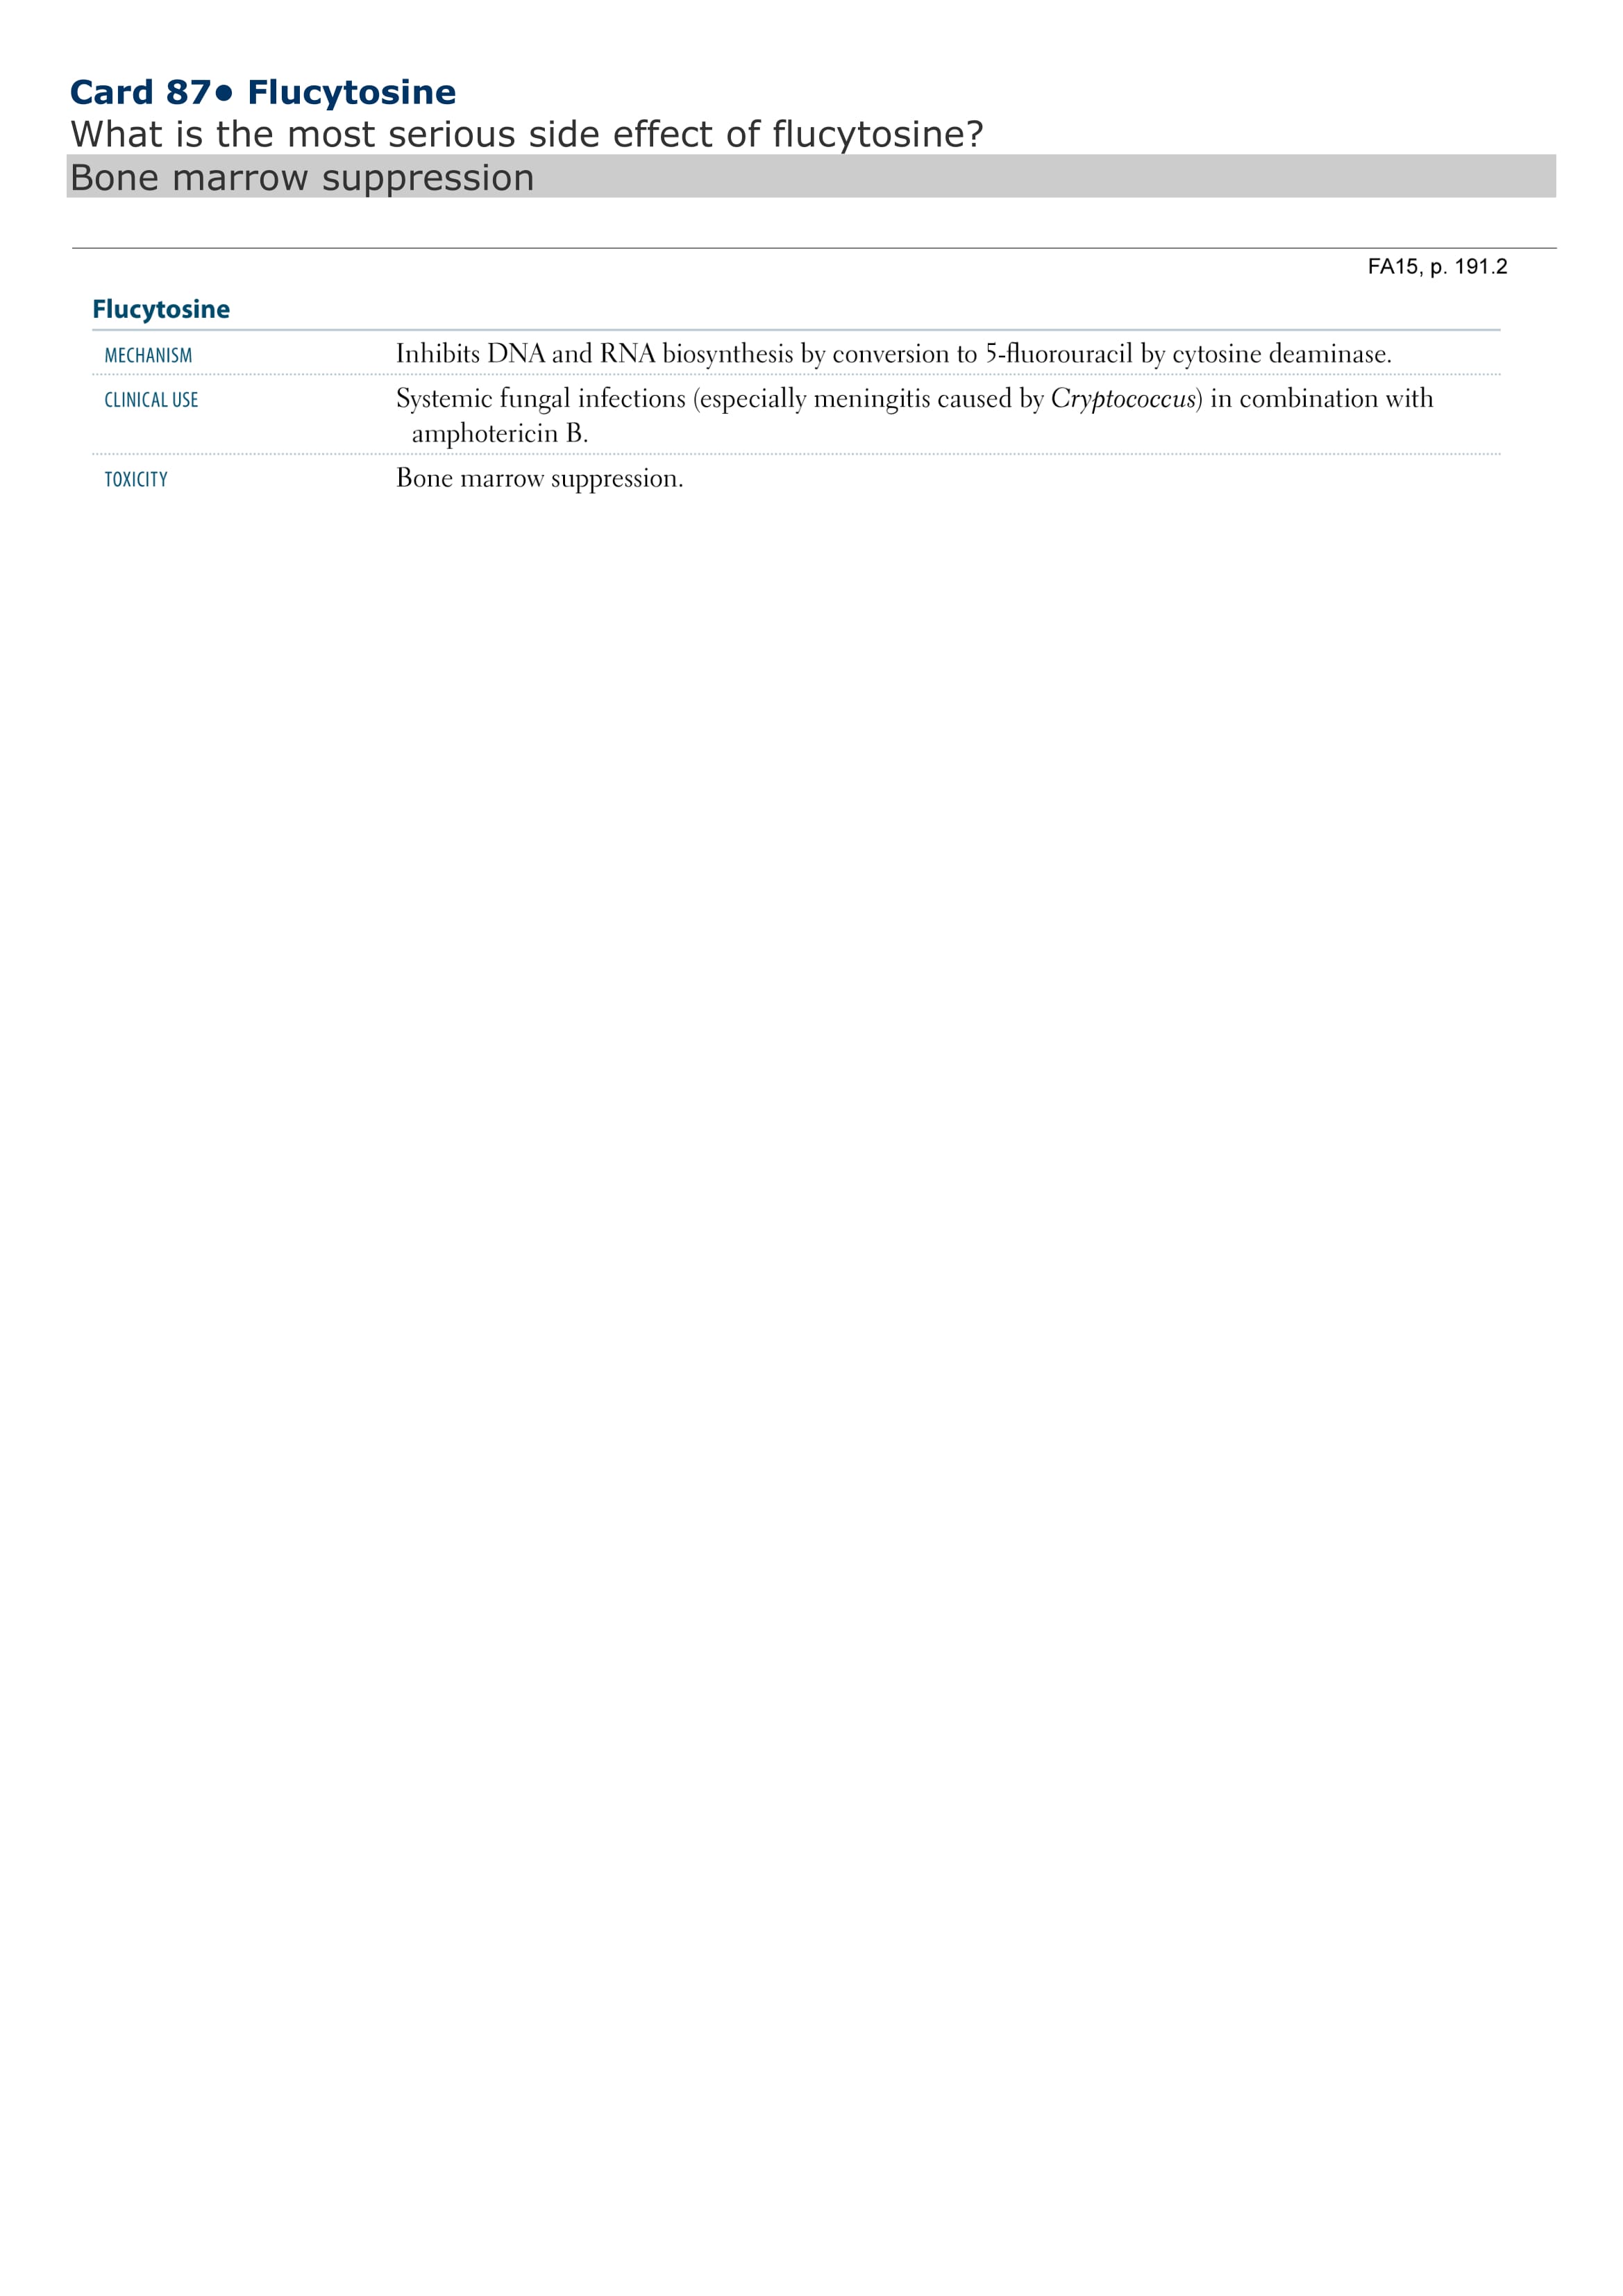 Card 87● Flucytosine
What is the most serious side effect of flucytosine?
Bone marrow suppression
FA15, p. 191.2
Flucytosine
MECHANISM Inhibits DNA and RNA biosynthesis by conversion to 5-fluorouracil by cytosine deaminase.
CLINICAL USE Systemic fungal infections (especially meningitis caused by Cryptococcus) in combination with
amphotericin B.
TOXICITY Bone marrow suppression.